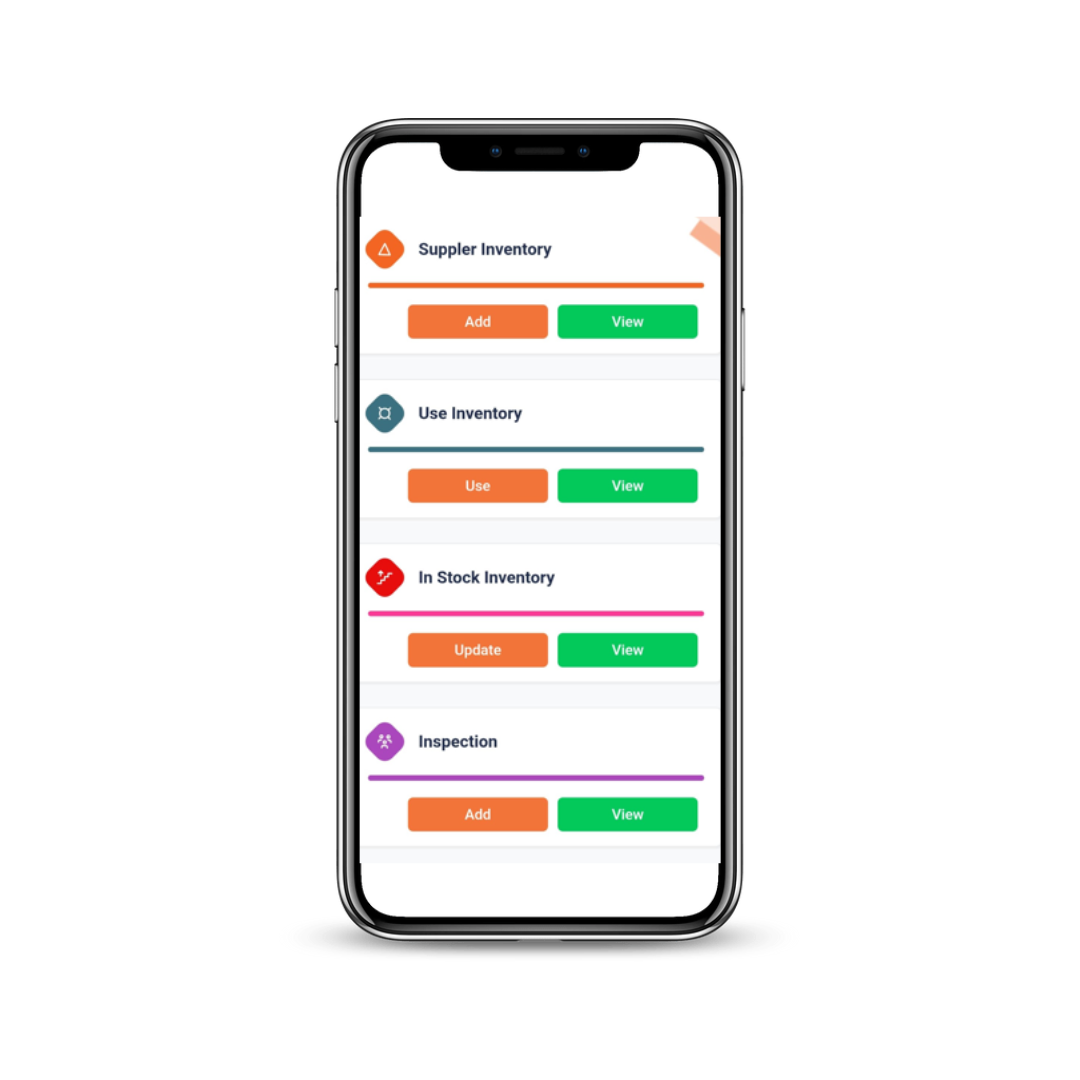 Suppler Inventory
Add View
Use Inventory
Use View
In Stock Inventory
Update View
Inspection
Add View